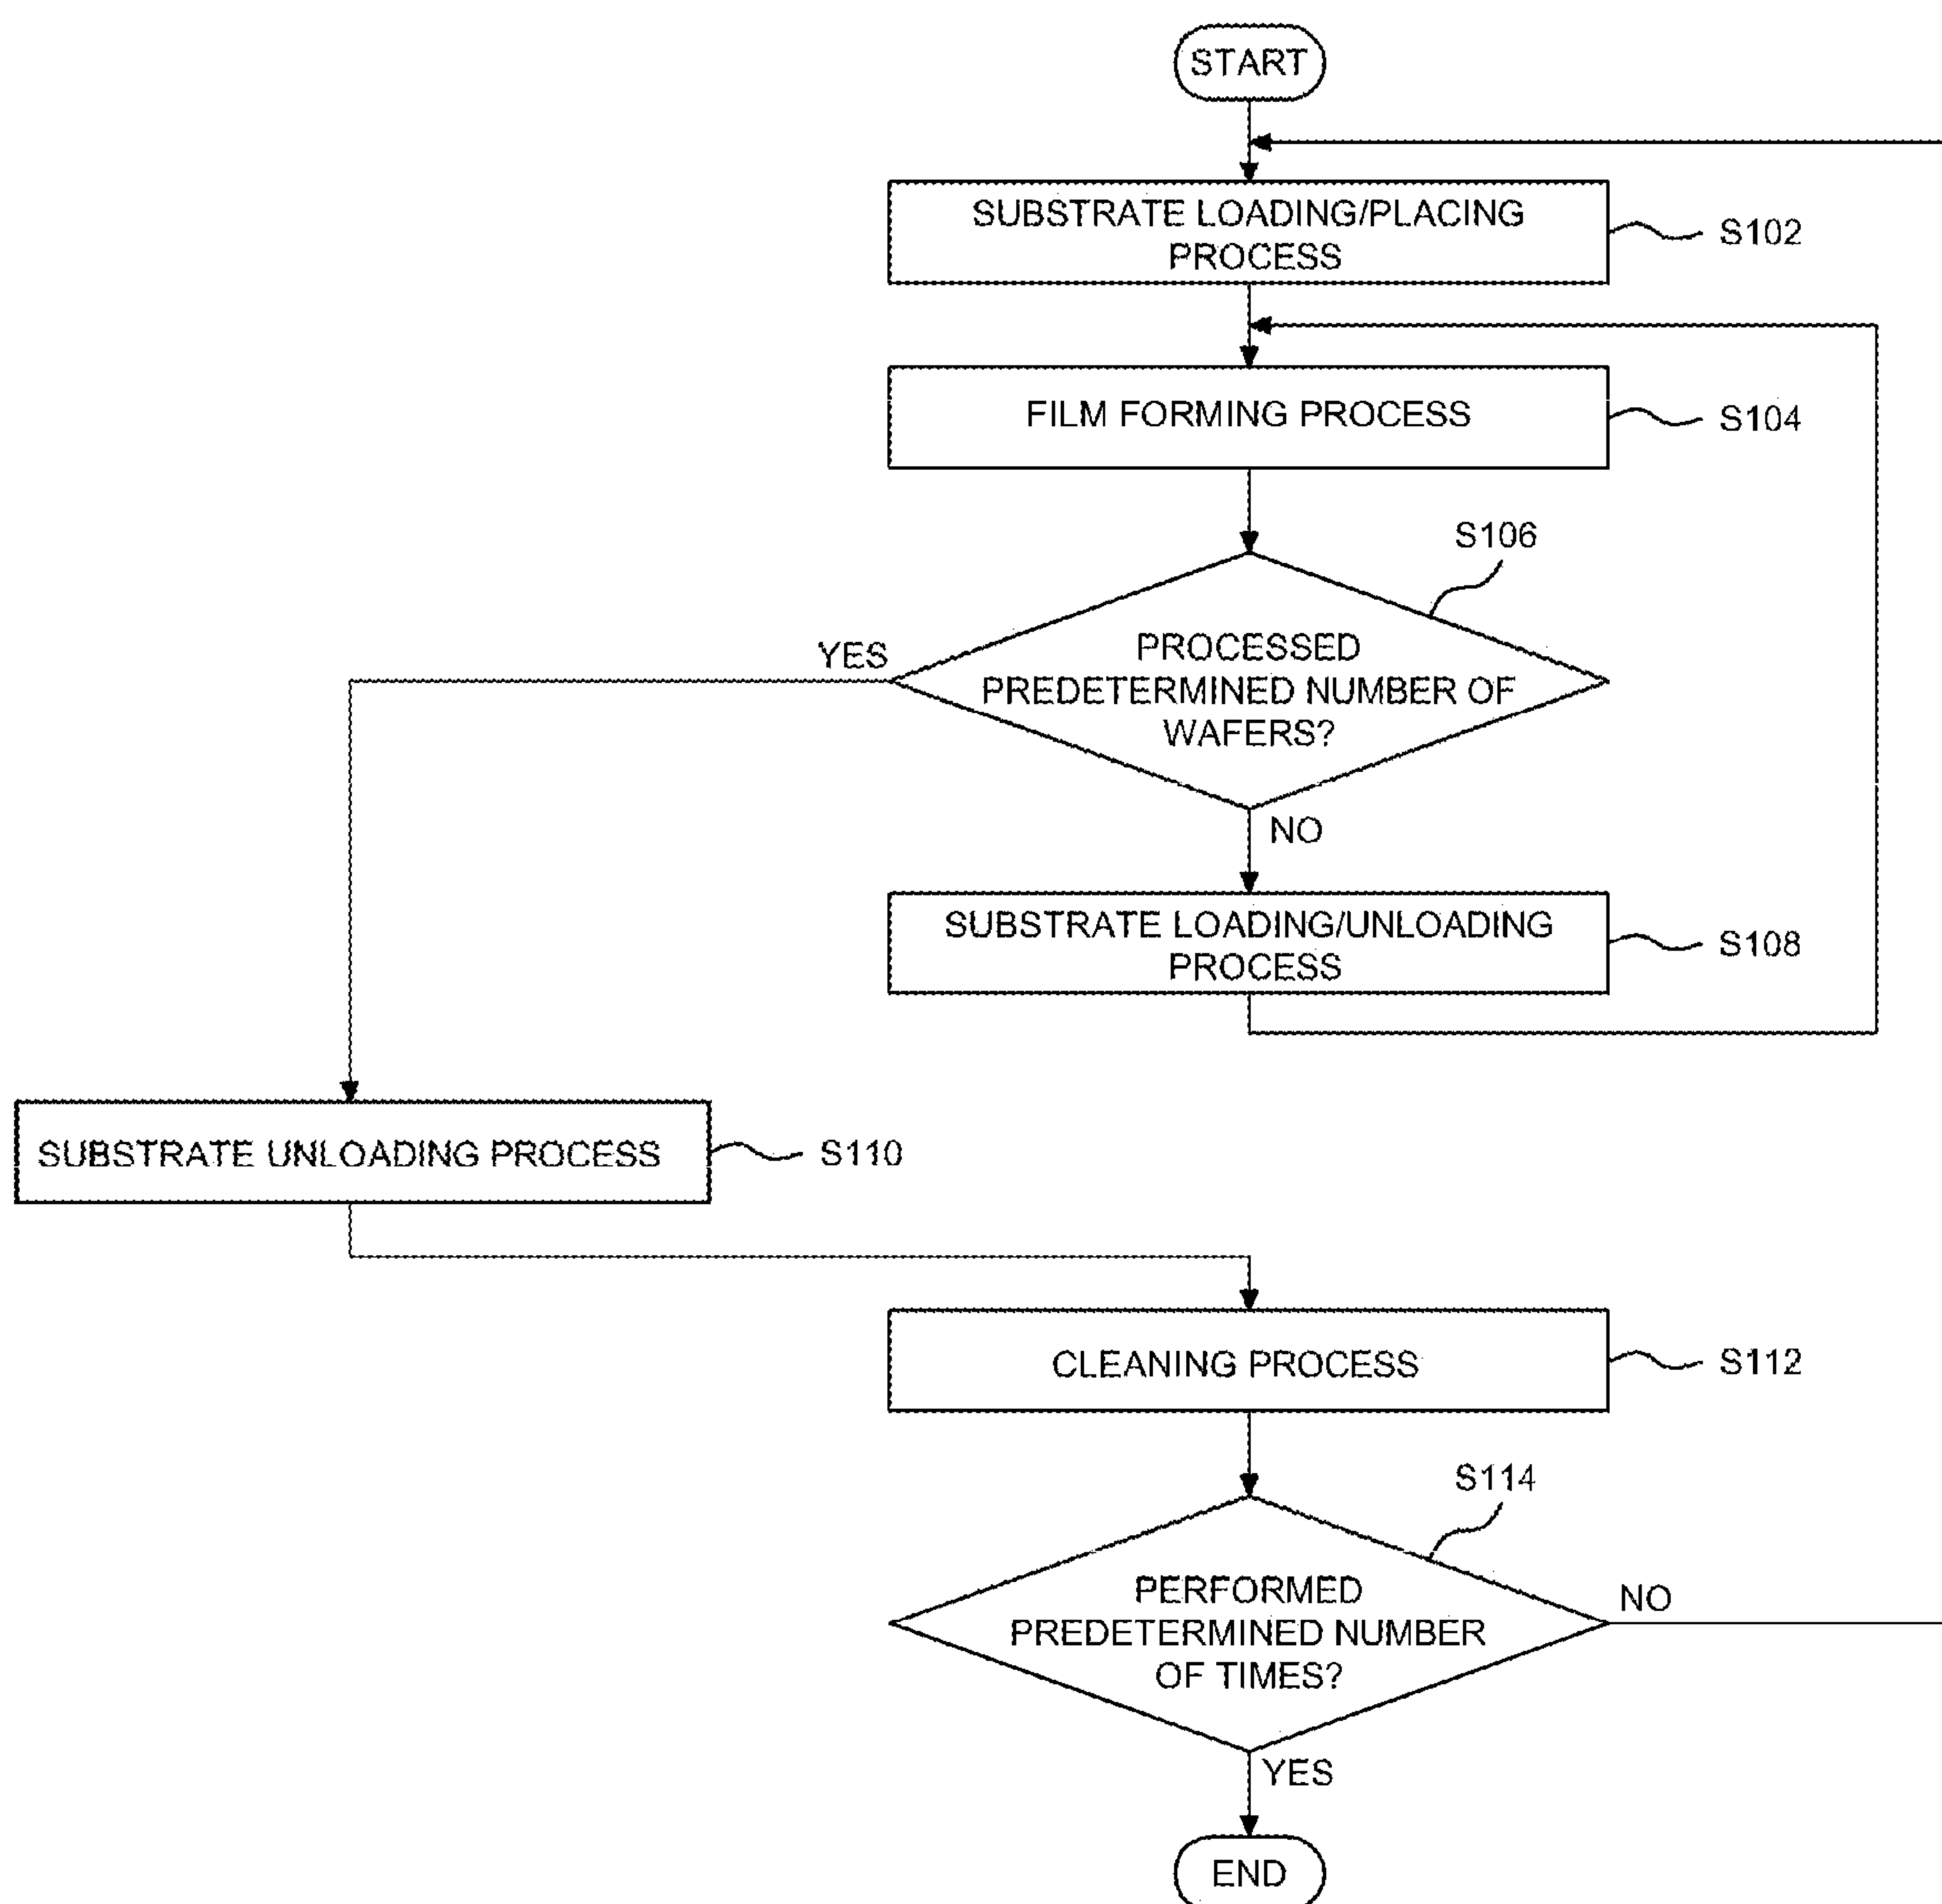 START
SUBSTRATE LOADING/PLACING
PROCESS
S102
FILM FORMING PROCESS
S104
S106
YES
PROCESSED
PREDETERMINED NUMBER OF
WAFERS?
NO
SUBSTRATE LOADING/UNLOADING
PROCESS
S108
SUBSTRATE UNLOADING PROCESS
S110
CLEANING PROCESS
S112
S114
PERFORMED
PREDETERMINED NUMBER
OF TIMES?
NO
YES
END